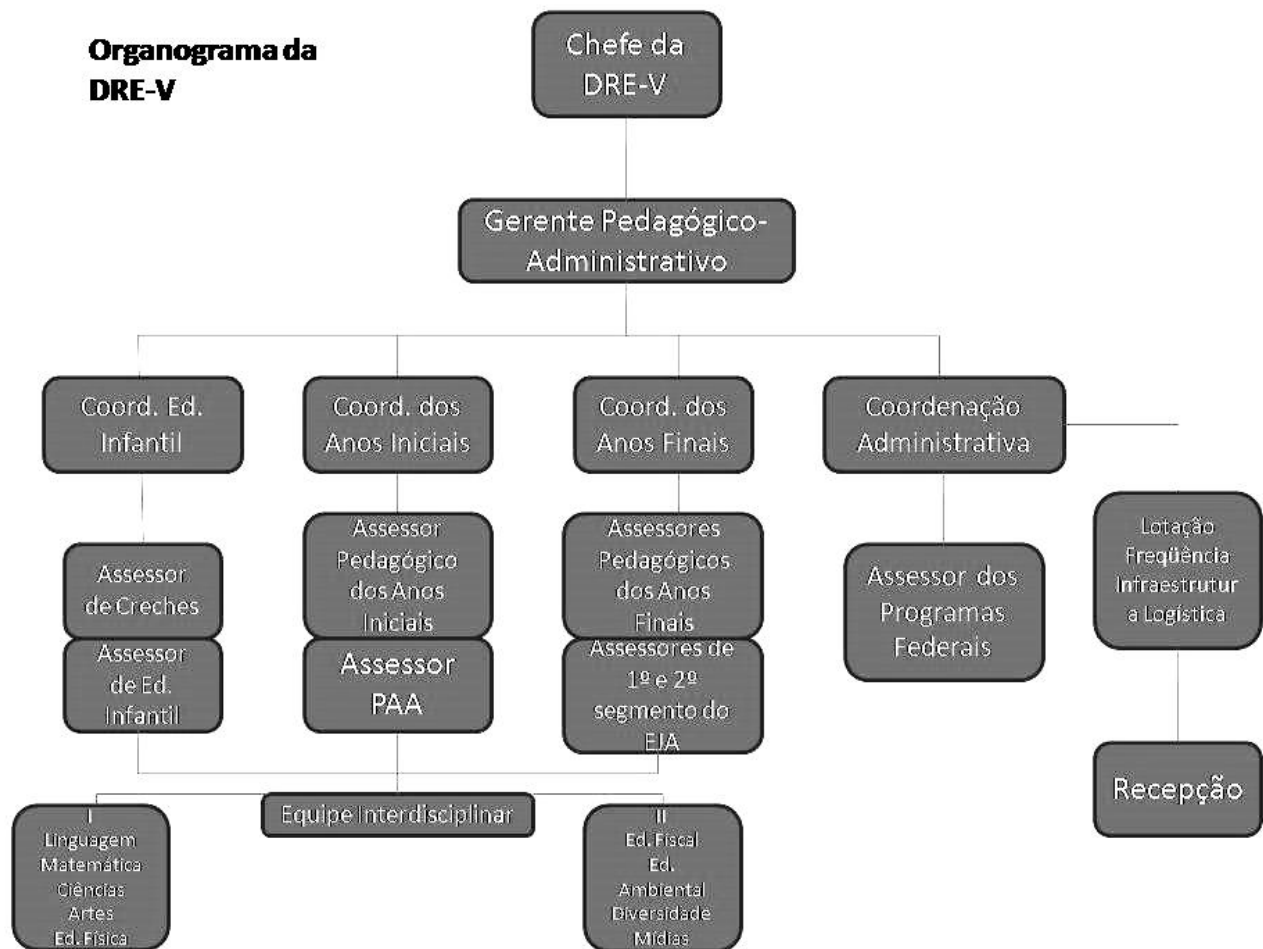 Organograma da
DRE-V
Chefe da
DRE-V
Gerente Pedagógico-
Administrativo
Coord. Ed.
Infantil
Coord. dos
Anos Iniciais
Coord. dos
Anos Finais
Coordenação
Administrativa
Assessor
de Creches
Assessor
de Ed.
Infantil
Assessor
Pedagógico
dos Anos
Iniciais
Assessor
PAA
Assessores
Pedagógicos
dos Anos
Finais
Assessores de
1º e 2º
segmento do
EJA
Assessor dos
Programas
Federais
Lotação
Freqüência
Infraestrutur
a Logística
Recepção
Equipe Interdisciplinar
I
Linguagem
Matemática
Ciências
Artes
Ed. Física
II
Ed. Fiscal
Ed.
Ambiental
Diversidade
Mídias